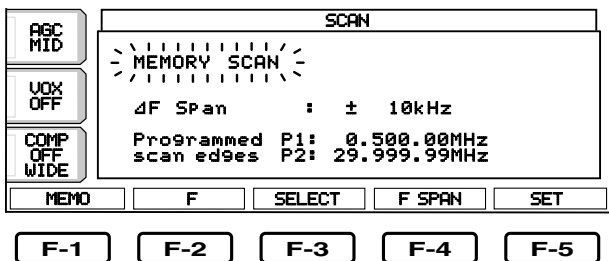 SCAN
AGC
MID
VOX
OFF
COMP
OFF
WIDE
MEMORY SCAN
⊿F Span : ± 10kHz
Programmed P1: 0.500.00MHz
scan edges P2: 29.999.99MHz
MEMO F SELECT F SPAN SET
F-1 F-2 F-3 F-4 F-5